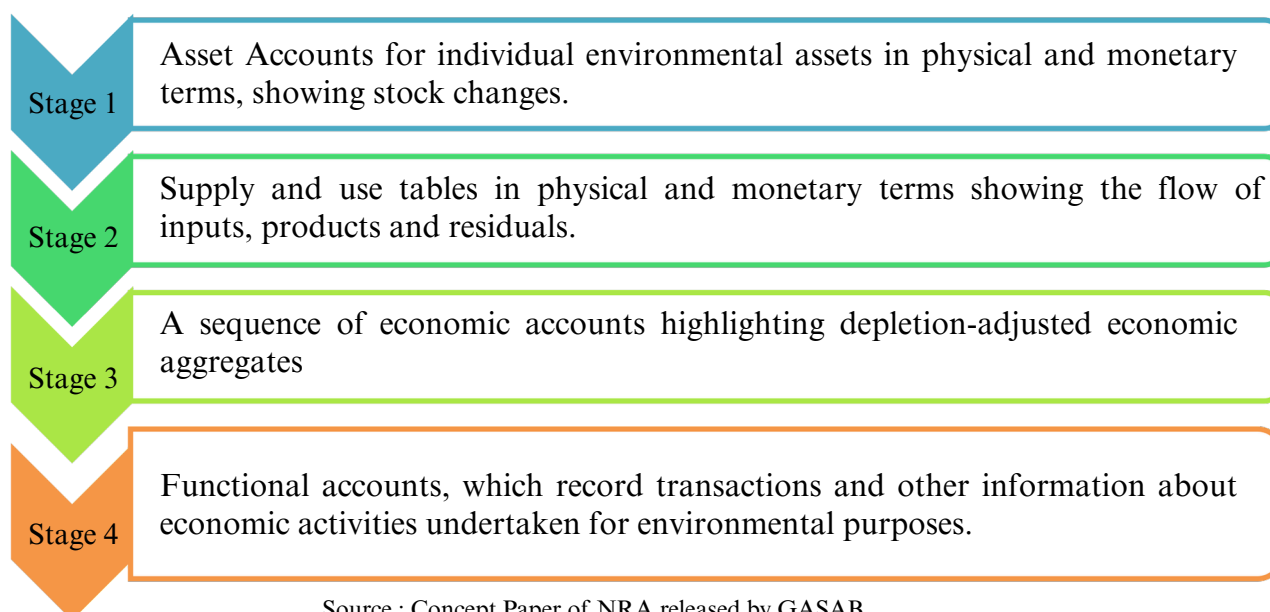 Stage 1
Asset Accounts for individual environmental assets in physical and monetary
terms, showing stock changes.
Stage 2
Supply and use tables in physical and monetary terms showing the flow of
inputs, products and residuals.
Stage 3
A sequence of economic accounts highlighting depletion-adjusted economic
aggregates
Stage 4
Functional accounts, which record transactions and other information about
economic activities undertaken for environmental purposes.
Source : Concept Paper of NRA released by GASAB